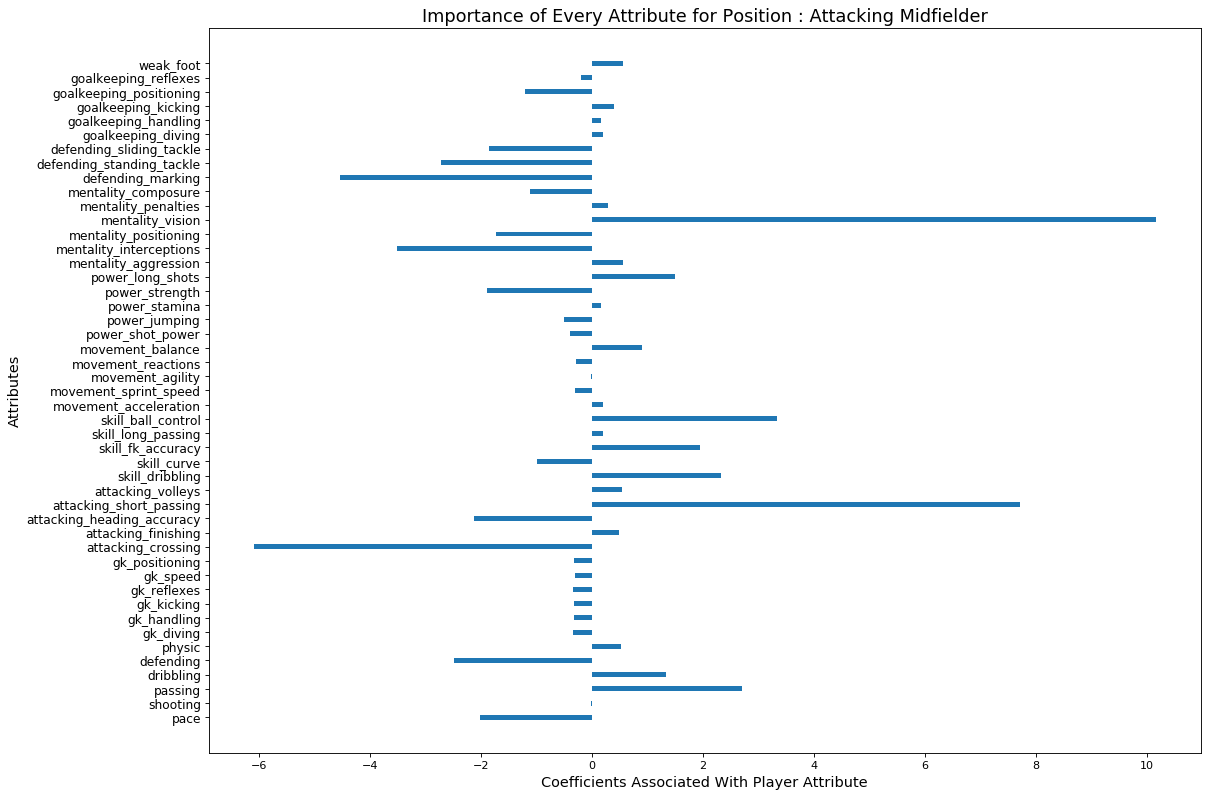 Importance of Every Attribute for Position : Attacking Midfielder
weak_foot
goalkeeping_reflexes
goalkeeping_positioning
goalkeeping_kicking
goalkeeping_handling
goalkeeping_diving
defending_sliding_tackle
defending_standing_tackle
defending_marking
mentality_composure
mentality_penalties
mentality_vision
mentality_positioning
mentality_interceptions
mentality_aggression
power_long_shots
power_strength
power_stamina
power_jumping
power_shot_power
movement_balance
movement_reactions
movement_agility
movement_sprint_speed
movement_acceleration
skill_ball_control
skill_long_passing
skill_fk_accuracy
skill_curve
skill_dribbling
attacking_volleys
attacking_short_passing
attacking_heading_accuracy
attacking_finishing
attacking_crossing
gk_positioning
gk_speed
gk_reflexes
gk_kicking
gk_handling
gk_diving
physic
defending
dribbling
passing
shooting
pace
Attributes
−6 −4 −2 0 2 4 6 8 10
Coefficients Associated With Player Attribute